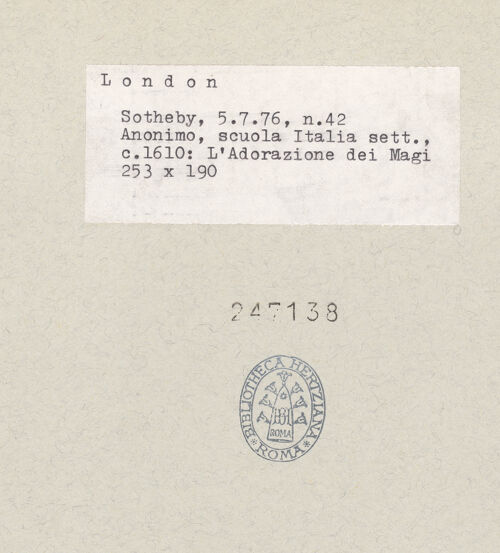 London
Sotheby, 5.7.76, n.42
Anonimo, scuola Italia sett.,
c.1610: L'Adorazione dei Magi
253 x 190
247138
BIBLIOTHECA HERTZIANA
ROMA
ROMA